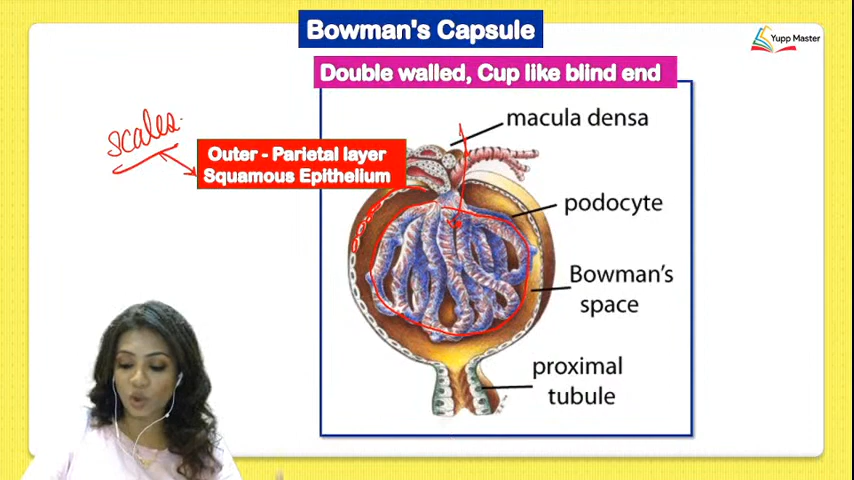 Bowman's Capsule
Yupp Master
Double walled, Cup like blind end
macula densa
scales.
Outer - Parietal layer
Squamous Epithelium
podocyte
Bowman's
space
proximal
tubule